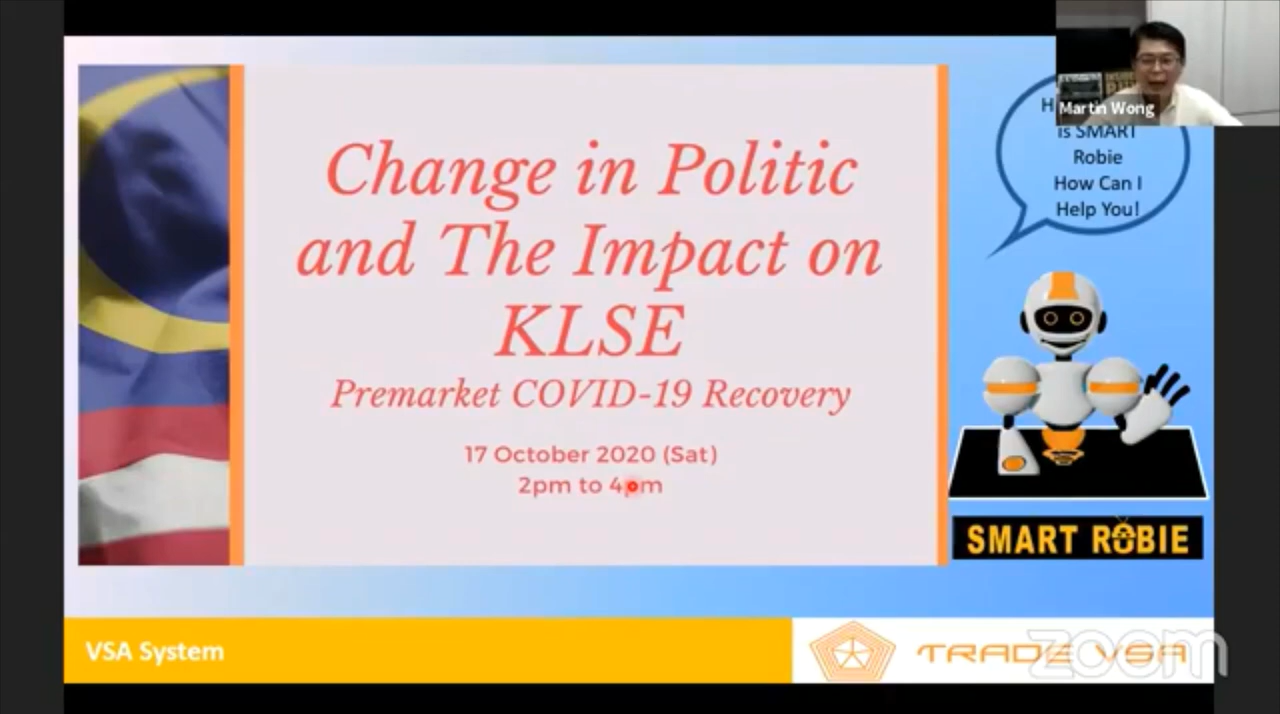 Change in Politic
and The Impact on
KLSE
Premarket COVID-19 Recovery
17 October 2020 (Sat)
2pm to 4pm
Martin Wong
is SMART
Robie
How Can I
Help You!
SMART ROBIE
VSA System
TRADE VSA
zoom